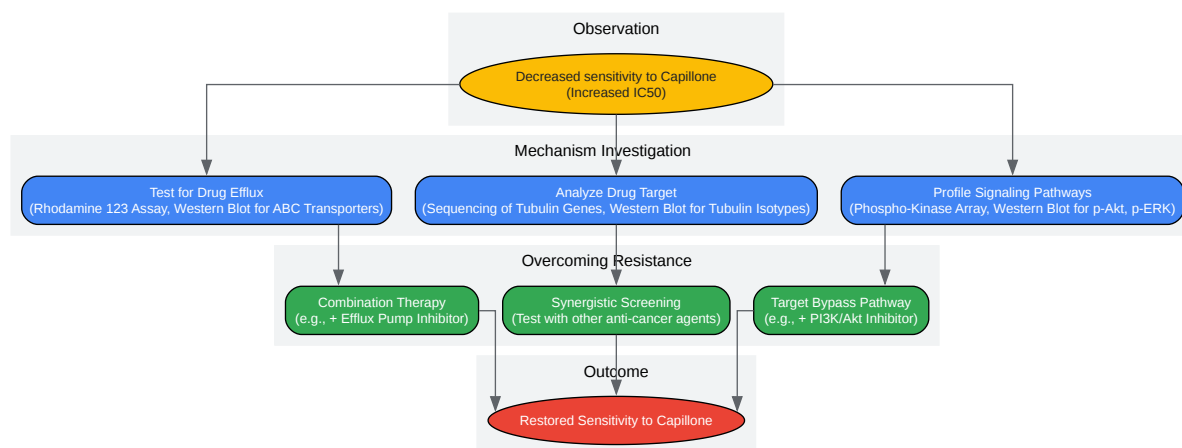 Observation
Decreased sensitivity to Capillone
(Increased IC50)
Mechanism Investigation
Test for Drug Efflux
(Rhodamine 123 Assay, Western Blot for ABC Transporters)
Analyze Drug Target
(Sequencing of Tubulin Genes, Western Blot for Tubulin Isotypes)
Profile Signaling Pathways
(Phospho-Kinase Array, Western Blot for p-Akt, p-ERK)
Overcoming Resistance
Combination Therapy
(e.g., + Efflux Pump Inhibitor)
Synergistic Screening
(Test with other anti-cancer agents)
Target Bypass Pathway
(e.g., + PI3K/Akt Inhibitor)
Outcome
Restored Sensitivity to Capillone